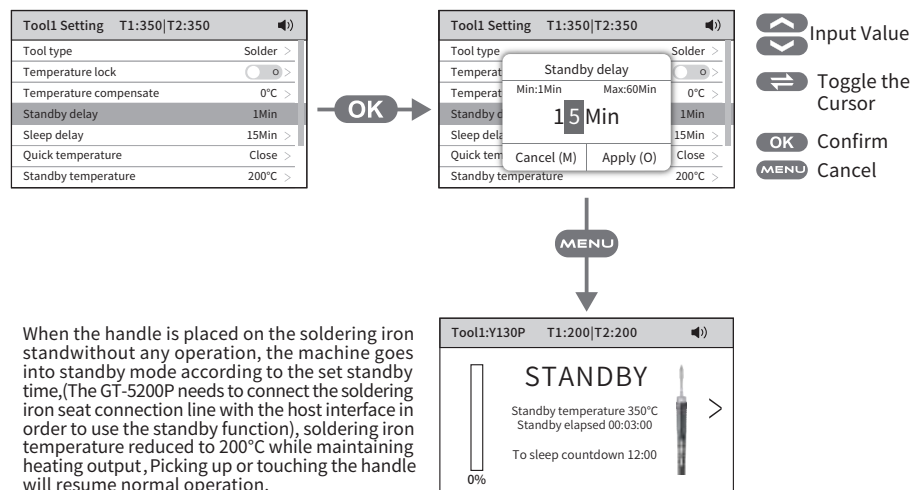 Tool1 Setting T1:350|T2:350
Tool type Solder >
Temperature lock >
Temperature compensate 0°C >
Standby delay 1Min
Sleep delay 15Min >
Quick temperature Close >
Standby temperature 200°C >
OK
Tool1 Setting T1:350|T2:350
Tool type Solder >
Temperat >
Temperat 0°C >
Standby d 1Min
Sleep dela 15Min >
Quick tem Close >
Standby temperature 200°C >
Standby delay
Min:1Min Max:60Min
15Min
Cancel (M) Apply (O)
Input Value
Toggle the
Cursor
OK Confirm
MENU Cancel
MENU
When the handle is placed on the soldering iron
standwithout any operation, the machine goes
into standby mode according to the set standby
time,(The GT-5200P needs to connect the soldering
iron seat connection line with the host interface in
order to use the standby function), soldering iron
temperature reduced to 200°C while maintaining
heating output,Picking up or touching the handle
will resume normal operation.
Tool1:Y130P T1:200|T2:200
STANDBY
Standby temperature 350°C
Standby elapsed 00:03:00
To sleep countdown 12:00
0%